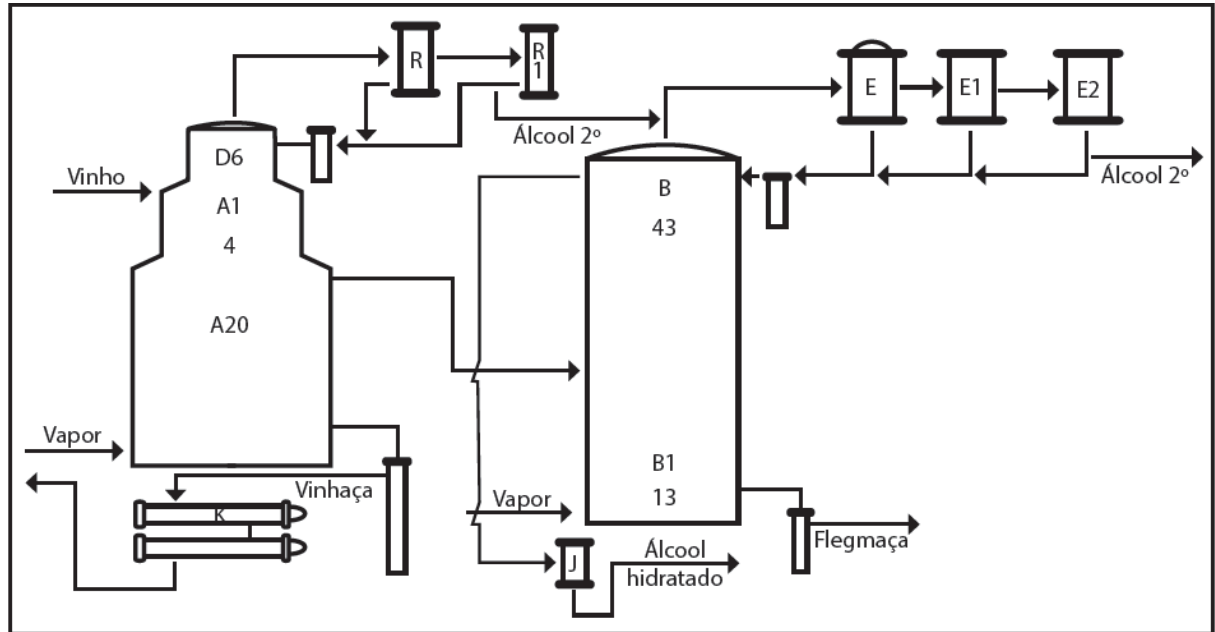 R
R
1
E
E1
E2
Álcool 2º
D6
Vinho
A1
4
B
43
Álcool 2º
A20
Vapor
Vinhaça
K
B1
13
Vapor
Flegmaça
J
Álcool
hidratado